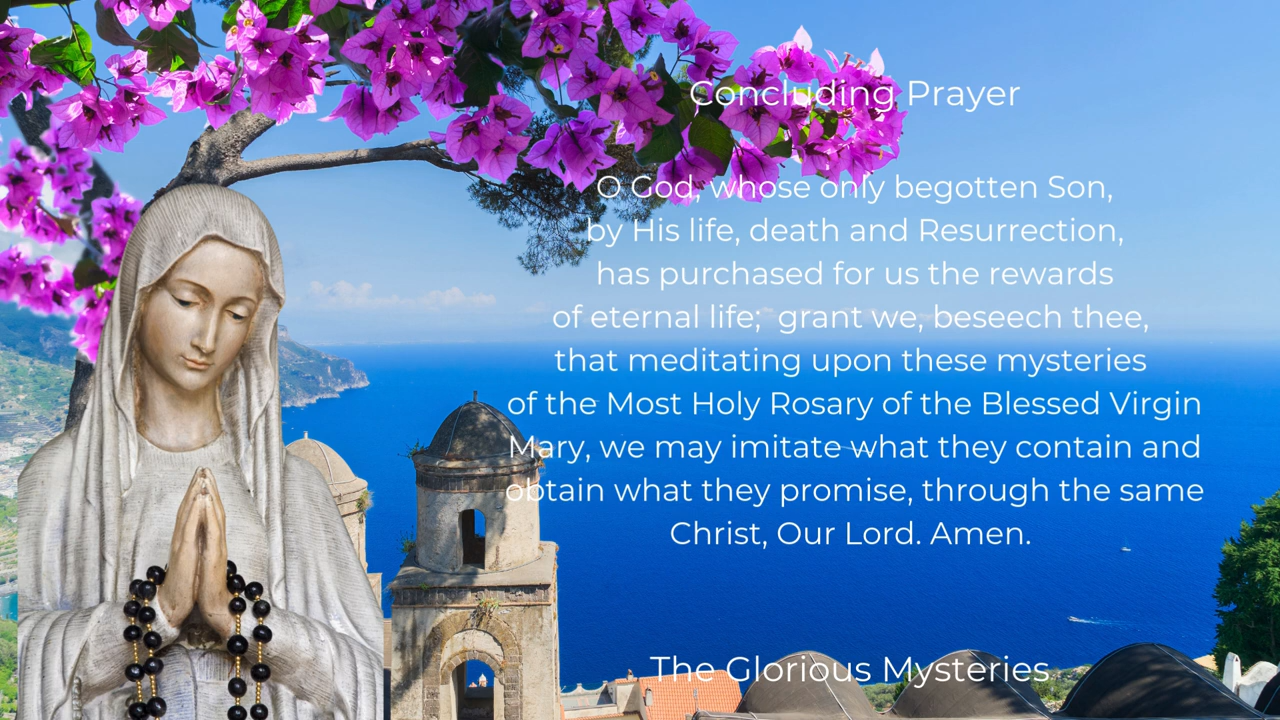 Concluding Prayer
O God, whose only begotten Son,
by His life, death and Resurrection,
has purchased for us the rewards
of eternal life;  grant we, beseech thee,
that meditating upon these mysteries
of the Most Holy Rosary of the Blessed Virgin
Mary, we may imitate what they contain and
obtain what they promise, through the same
Christ, Our Lord. Amen.
The Glorious Mysteries